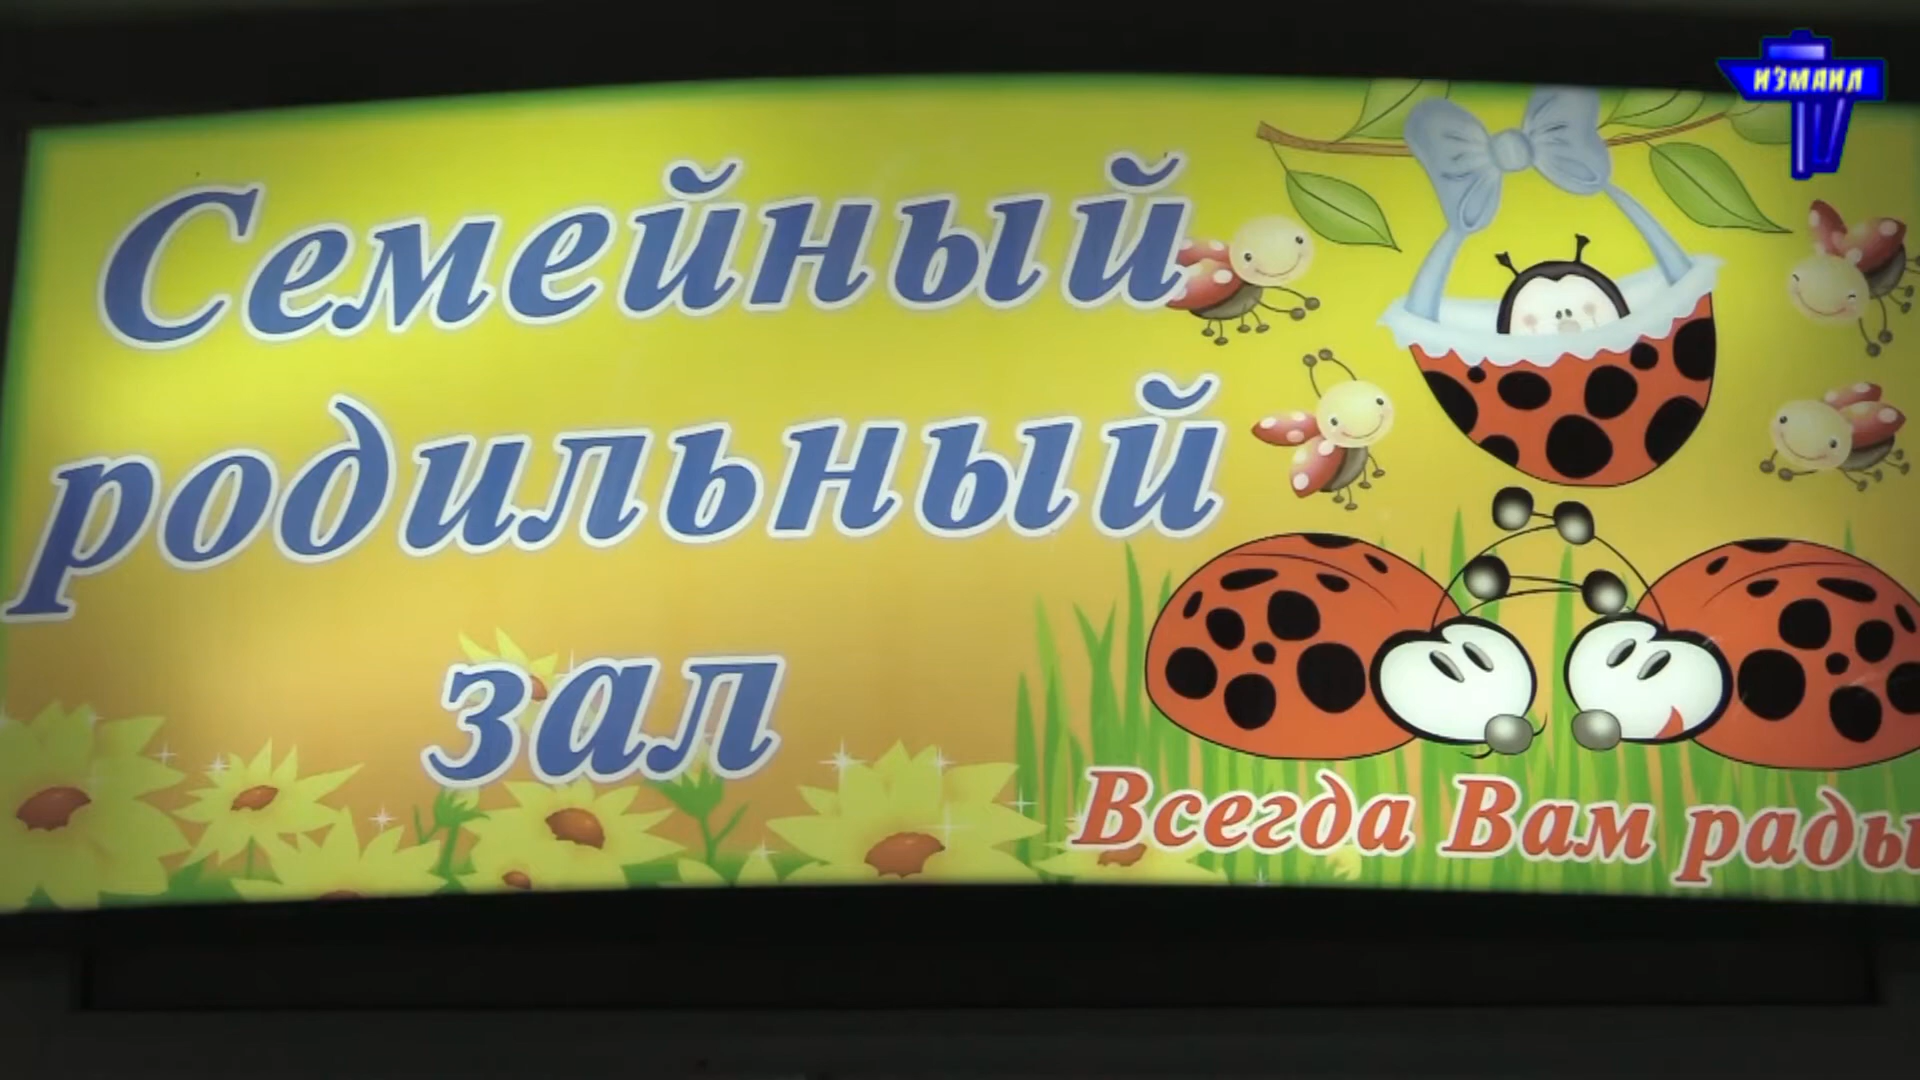 ИЗМАИЛ
Семейный
родильный
зал
Всегда Вам рады